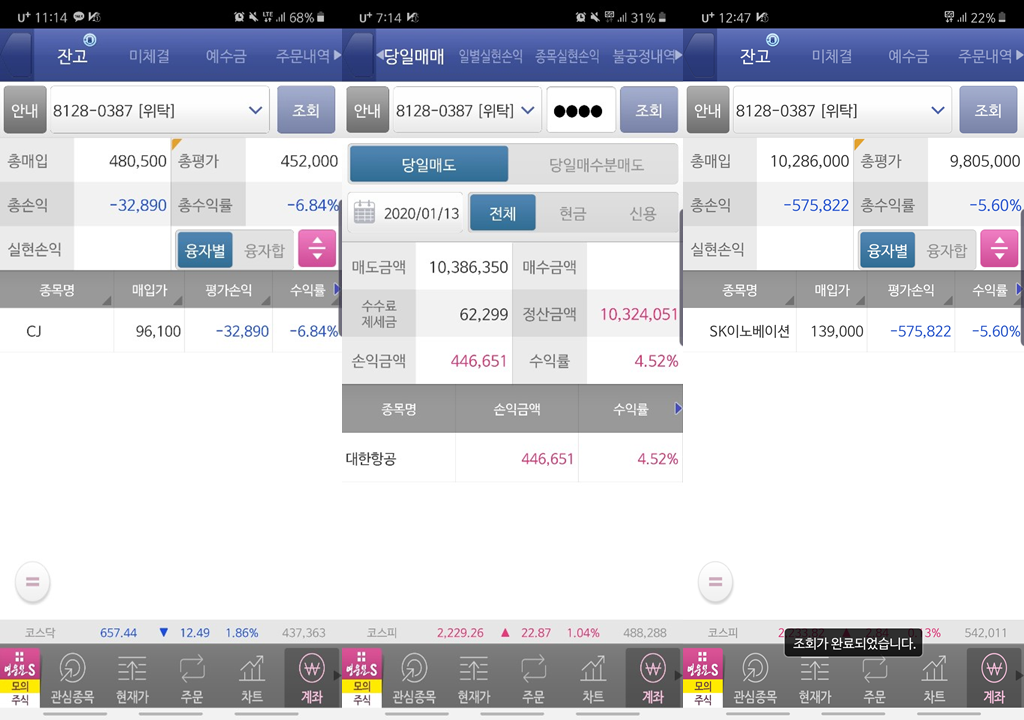 U+ 11:14 LTE 68%
잔고 미체결 예수금 주문내역
안내 8128-0387 [위탁] 조회
총매입 480,500 총평가 452,000
총손익 -32,890 총수익률 -6.84%
실현손익 융자별 융자합
종목명 매입가 평가손익 수익률
CJ 96,100 -32,890 -6.84%
코스닥 657.44 ▼ 12.49 1.86% 437,363
영웅문S 모의 주식 관심종목 현재가 주문 차트 계좌
U+ 7:14 31%
당일매매 일별실현손익 종목실현손익 불공정내역
안내 8128-0387 [위탁] ●●●● 조회
당일매도 당일매수분매도
2020/01/13 전체 현금 신용
매도금액 10,386,350 매수금액
수수료
제세금 62,299 정산금액 10,324,051
손익금액 446,651 수익률 4.52%
종목명 손익금액 수익률
대한항공 446,651 4.52%
코스피 2,229.26 ▲ 22.87 1.04% 488,288
영웅문S 모의 주식 관심종목 현재가 주문 차트 계좌
U+ 12:47 22%
잔고 미체결 예수금 주문내역
안내 8128-0387 [위탁] 조회
총매입 10,286,000 총평가 9,805,000
총손익 -575,822 총수익률 -5.60%
실현손익 융자별 융자합
종목명 매입가 평가손익 수익률
SK이노베이션 139,000 -575,822 -5.60%
코스피 542,011
조회가 완료되었습니다.
영웅문S 모의 주식 관심종목 현재가 주문 차트 계좌